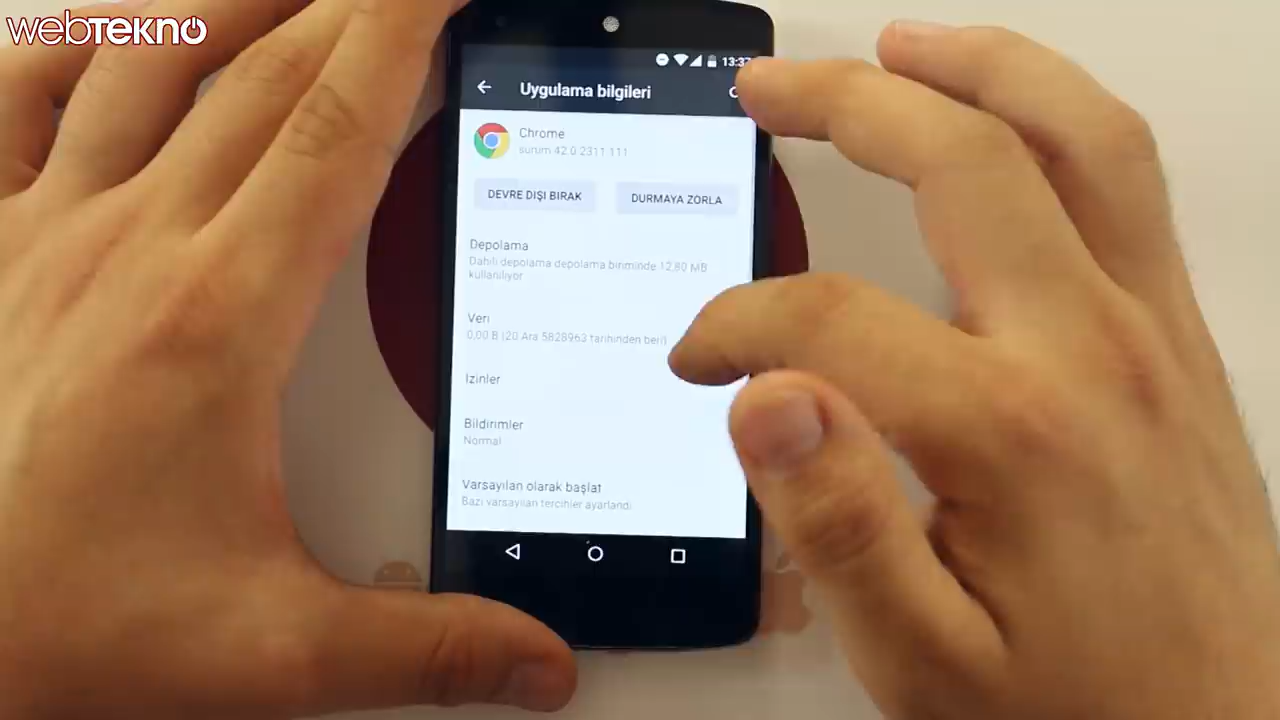 webTEKNO
13:37
Uygulama bilgileri
Chrome
sürüm 42.0.2311.111
DEVRE DIŞI BIRAK
DURMAYA ZORLA
Depolama
Dahili depolama depolama biriminde 12,80 MB
kullanılıyor
Veri
0,00 B (20 Ara 5828963 tarihinden beri)
İzinler
Bildirimler
Normal
Varsayılan olarak başlat
Bazı varsayılan tercihler ayarlandı